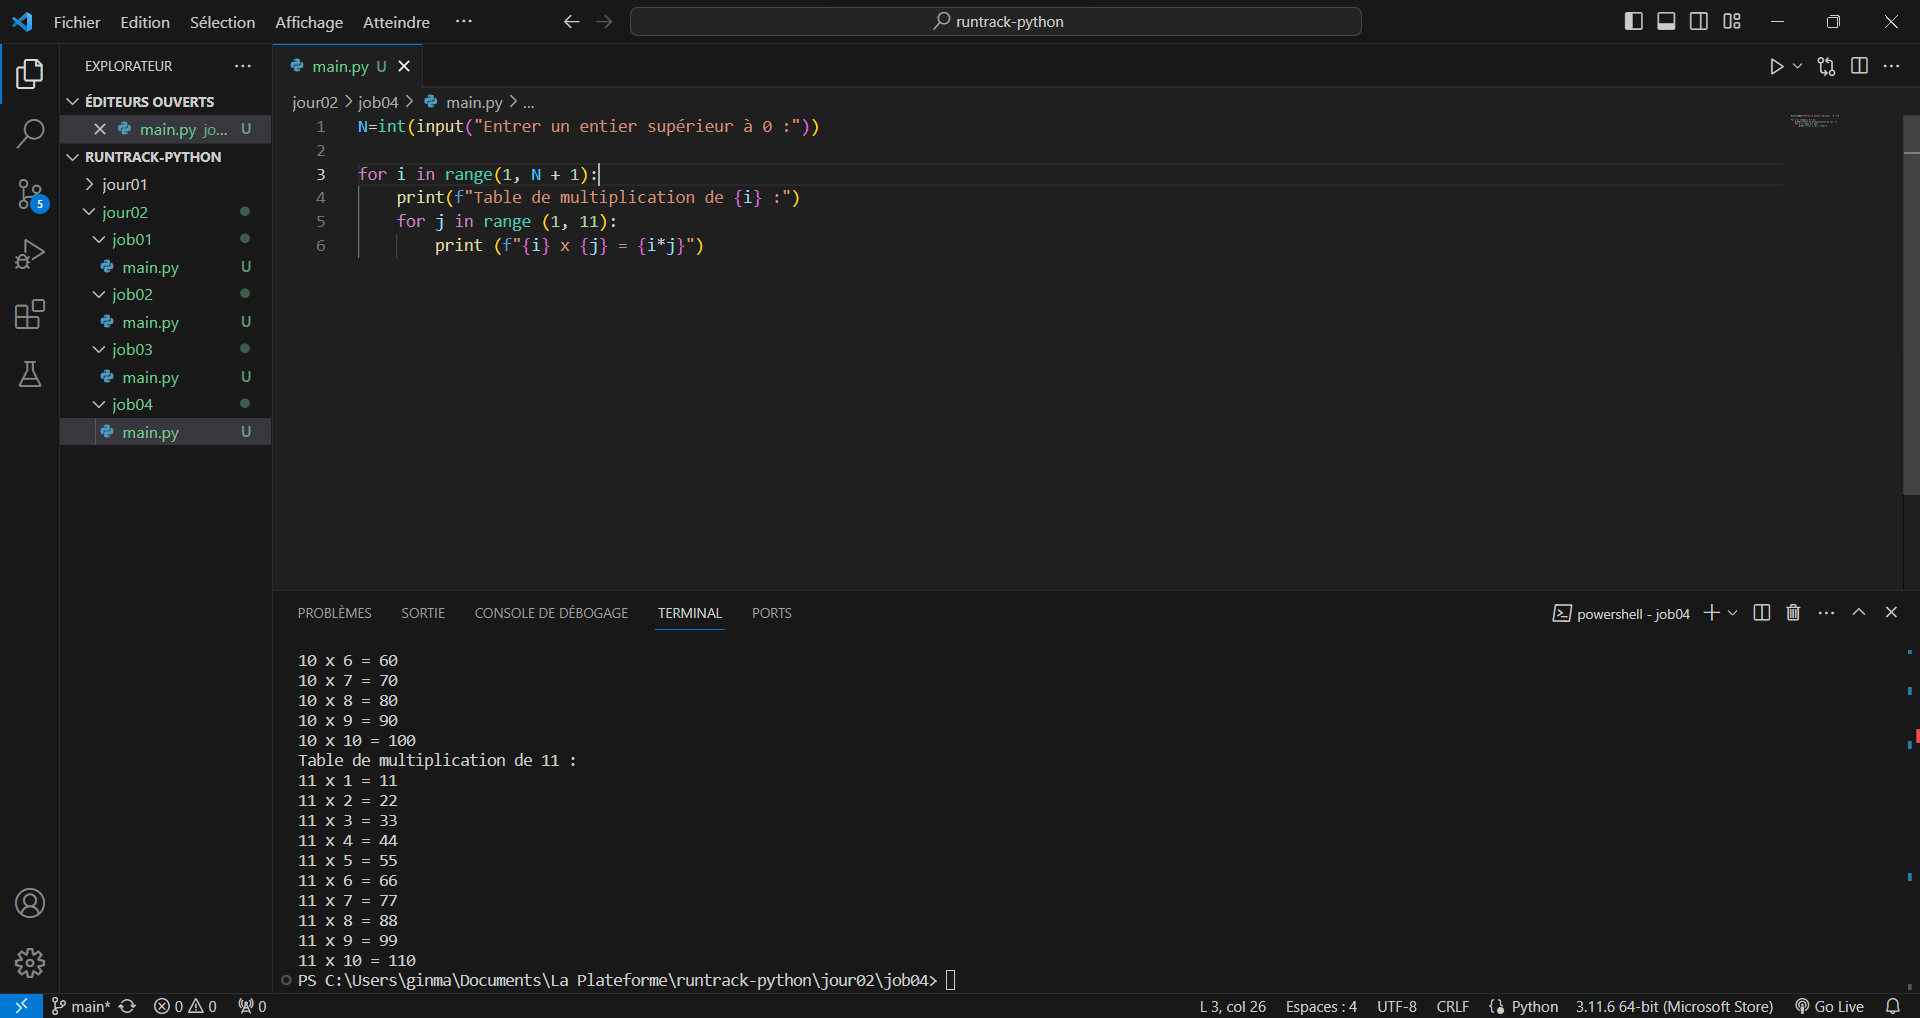 Fichier Edition Sélection Affichage Atteindre ···
runtrack-python
EXPLORATEUR
ÉDITEURS OUVERTS
main.py jo... U
RUNTRACK-PYTHON
jour01
jour02
job01
main.py U
job02
main.py U
job03
main.py U
job04
main.py U
5
main.py U
jour02 > job04 > main.py > ...
1 N=int(input("Entrer un entier supérieur à 0 :"))
2
3 for i in range(1, N + 1):
4 print(f"Table de multiplication de {i} :")
5 for j in range (1, 11):
6 print (f"{i} x {j} = {i*j}")
PROBLÈMES SORTIE CONSOLE DE DÉBOGAGE TERMINAL PORTS
powershell - job04
10 x 6 = 60
10 x 7 = 70
10 x 8 = 80
10 x 9 = 90
10 x 10 = 100
Table de multiplication de 11 :
11 x 1 = 11
11 x 2 = 22
11 x 3 = 33
11 x 4 = 44
11 x 5 = 55
11 x 6 = 66
11 x 7 = 77
11 x 8 = 88
11 x 9 = 99
11 x 10 = 110
PS C:\Users\ginma\Documents\La Plateforme\runtrack-python\jour02\job04>
main* 0 0 0 L 3, col 26 Espaces : 4 UTF-8 CRLF Python 3.11.6 64-bit (Microsoft Store) Go Live